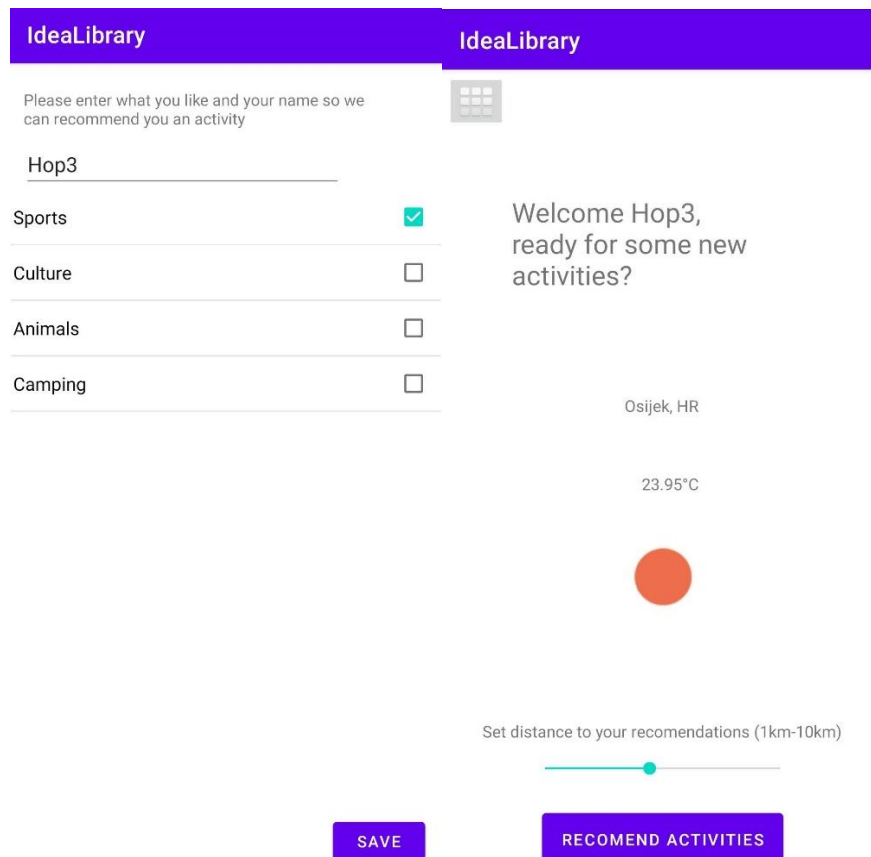 IdeaLibrary
Please enter what you like and your name so we
can recommend you an activity
Hop3
Sports
Culture
Animals
Camping
SAVE
IdeaLibrary
Welcome Hop3,
ready for some new
activities?
Osijek, HR
23.95°C
Set distance to your recomendations (1km-10km)
RECOMEND ACTIVITIES